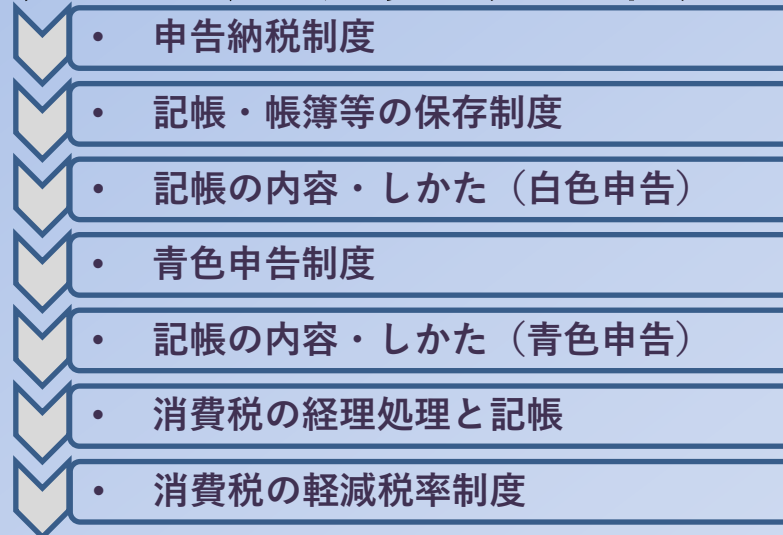 • 申告納税制度
• 記帳・帳簿等の保存制度
• 記帳の内容・しかた（白色申告）
• 青色申告制度
• 記帳の内容・しかた（青色申告）
• 消費税の経理処理と記帳
• 消費税の軽減税率制度